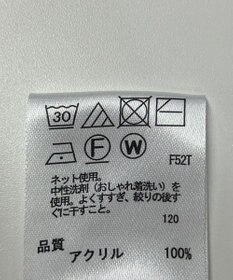 30
F W F52T
ネット使用。
中性洗剤(おしゃれ着洗い)を
使用。よくすすぎ、絞りの後す
ぐに干すこと。
120
品質
アクリル 100%